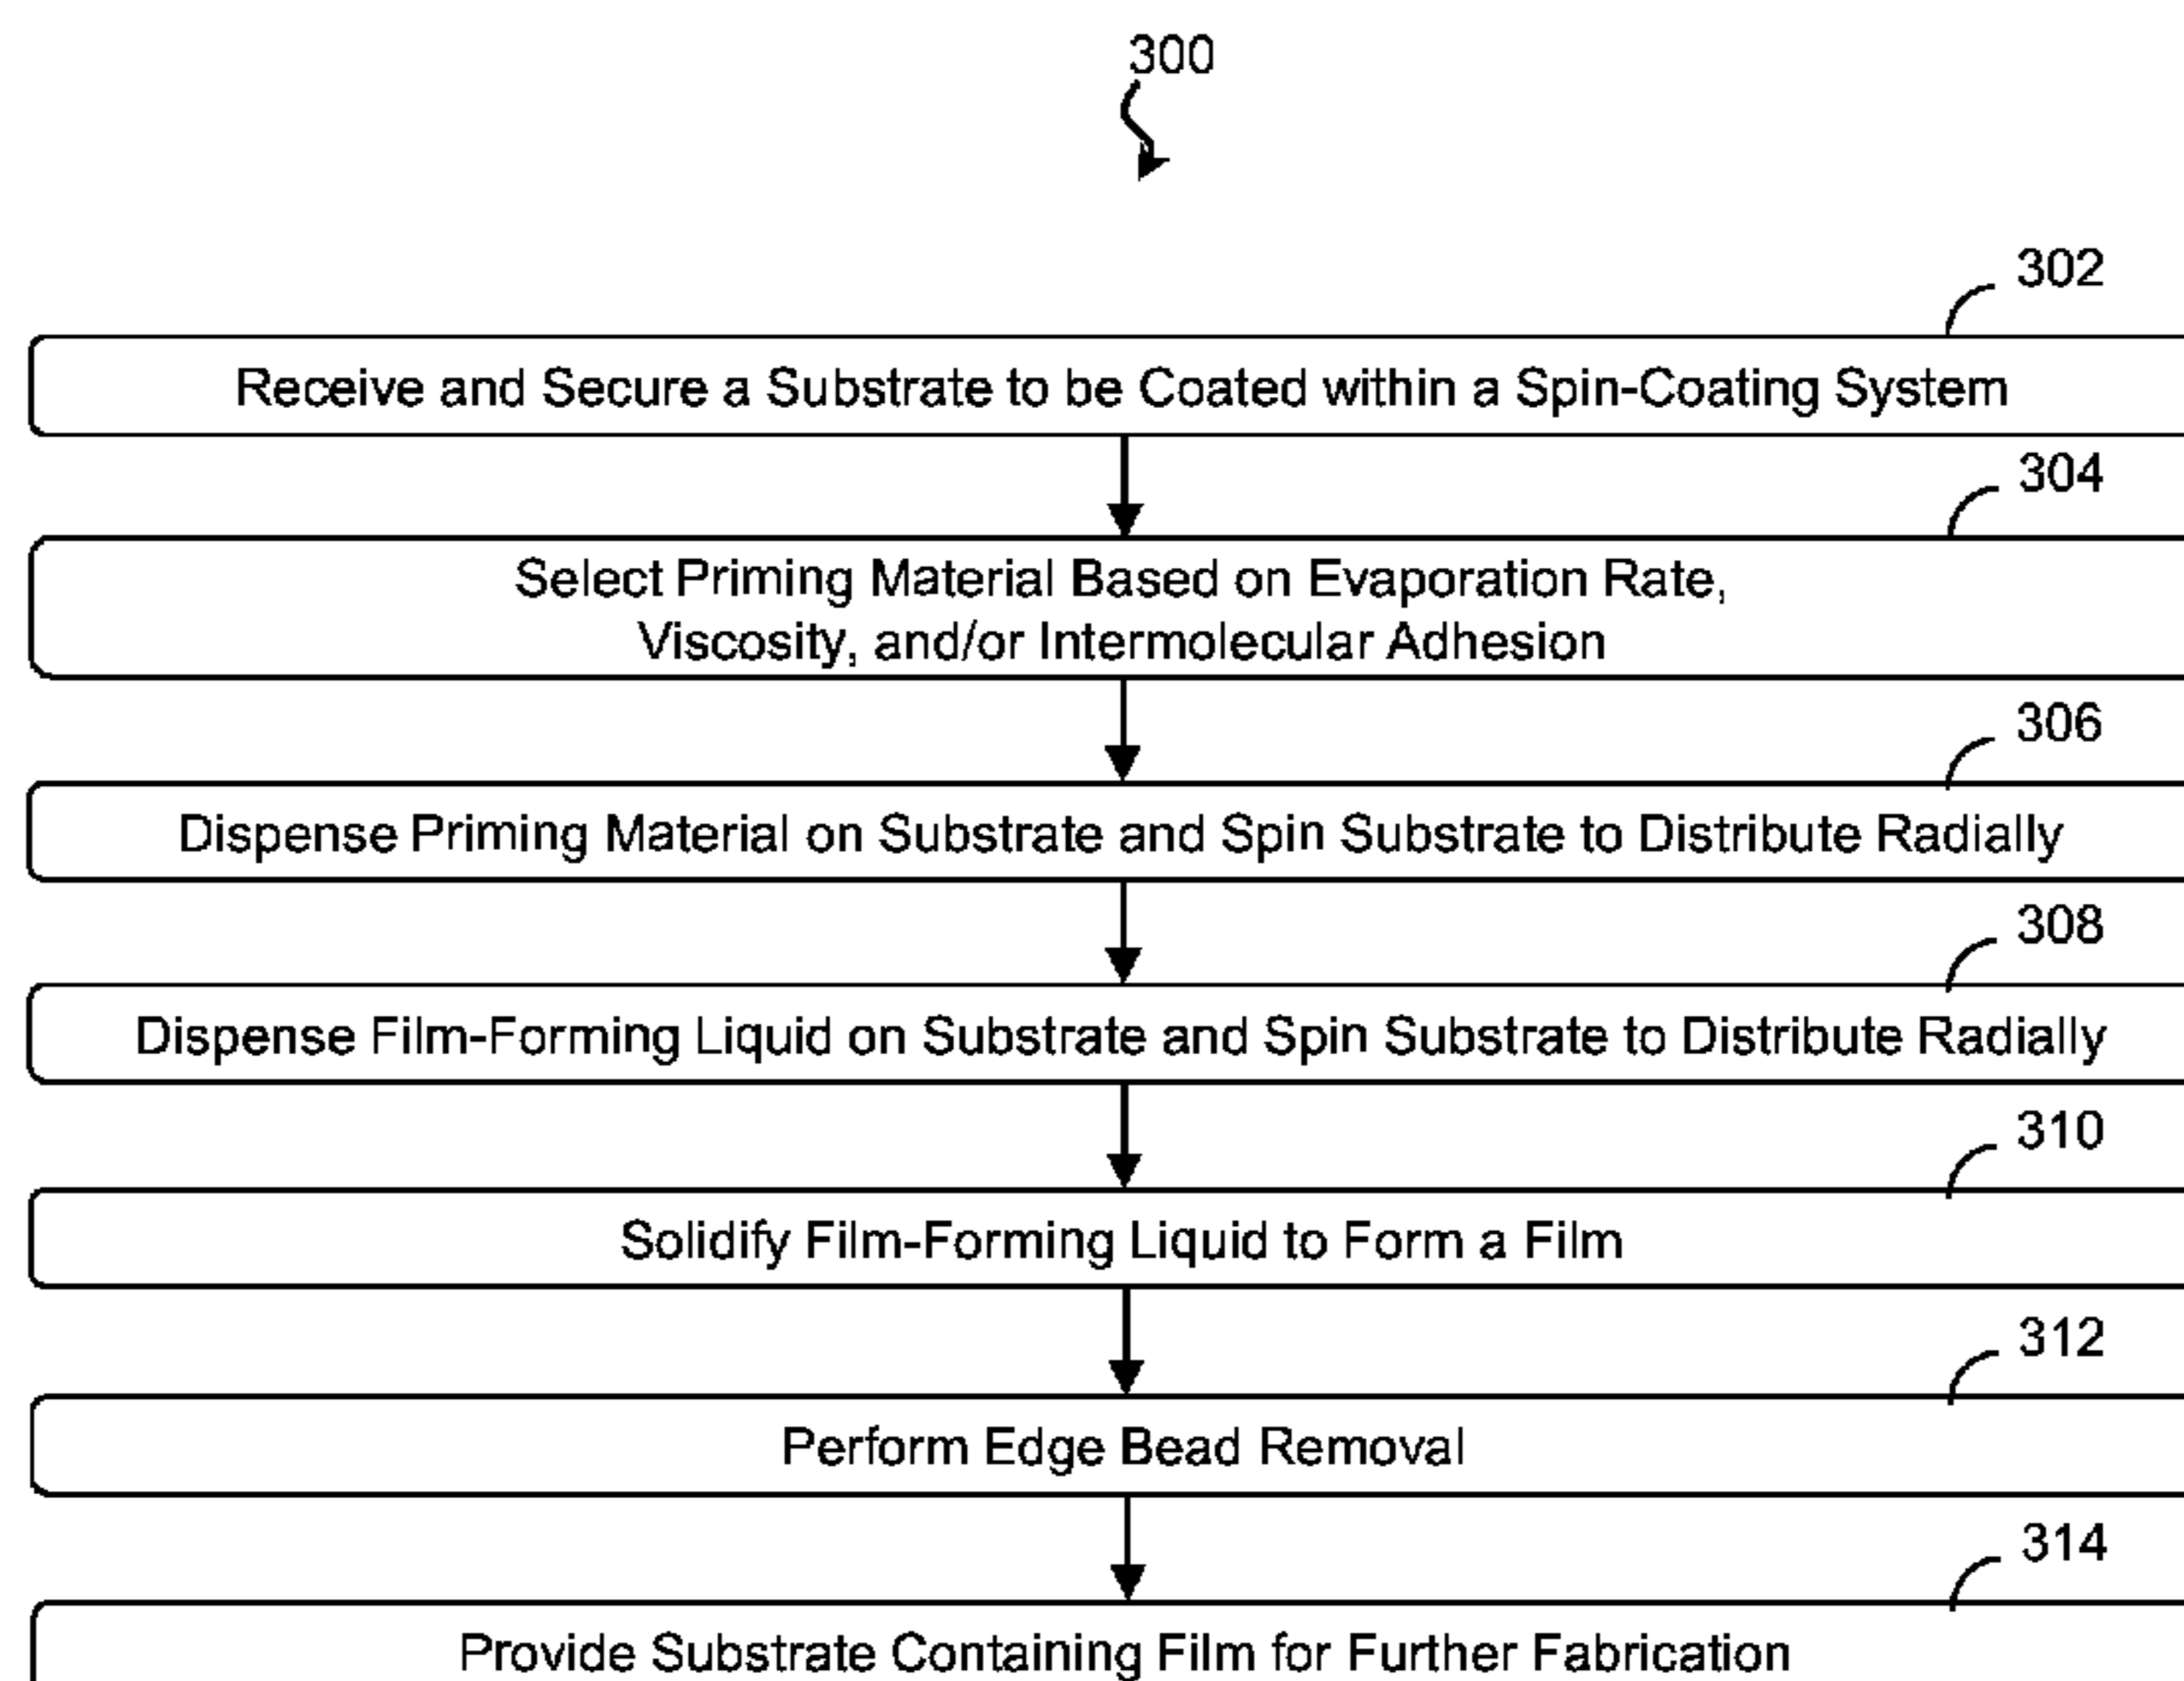 300
302
Receive and Secure a Substrate to be Coated within a Spin-Coating System
304
Select Priming Material Based on Evaporation Rate,
Viscosity, and/or Intermolecular Adhesion
306
Dispense Priming Material on Substrate and Spin Substrate to Distribute Radially
308
Dispense Film-Forming Liquid on Substrate and Spin Substrate to Distribute Radially
310
Solidify Film-Forming Liquid to Form a Film
312
Perform Edge Bead Removal
314
Provide Substrate Containing Film for Further Fabrication